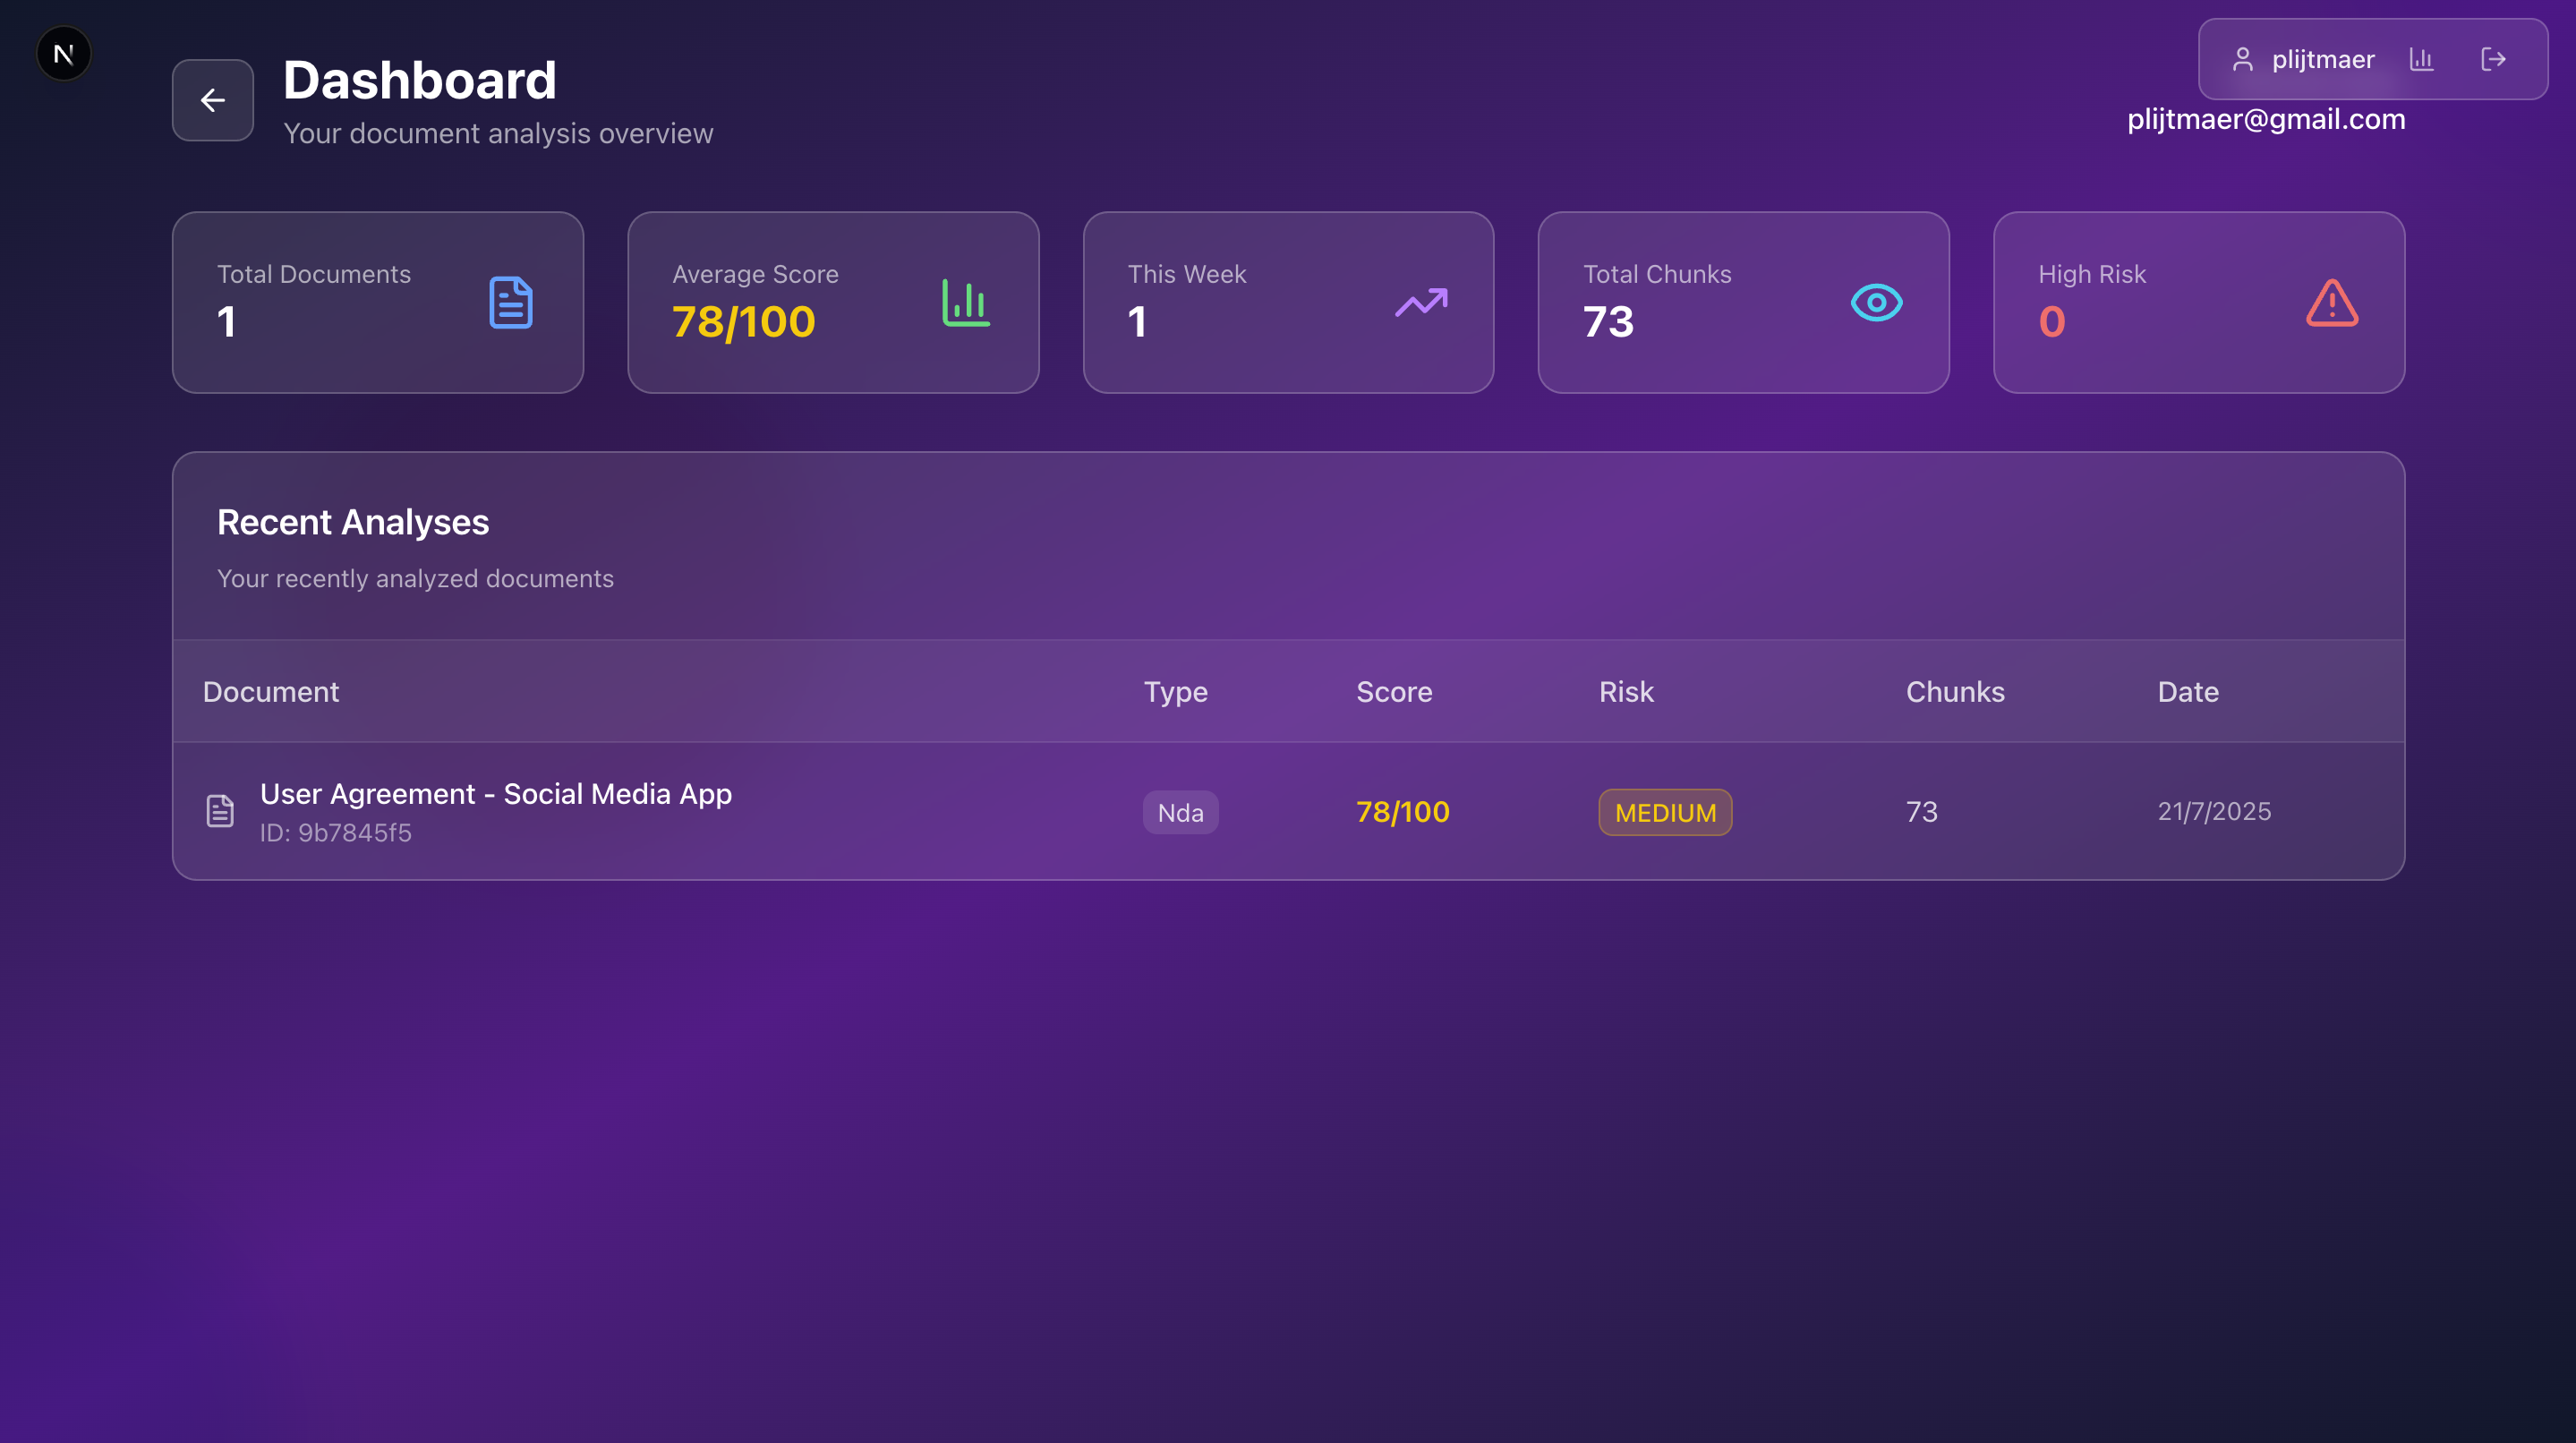 N
Dashboard
Your document analysis overview
plijtmaer
plijtmaer@gmail.com
Total Documents
1
Average Score
78/100
This Week
1
Total Chunks
73
High Risk
0
Recent Analyses
Your recently analyzed documents
Document Type Score Risk Chunks Date
User Agreement - Social Media App
ID: 9b7845f5
Nda 78/100 MEDIUM 73 21/7/2025